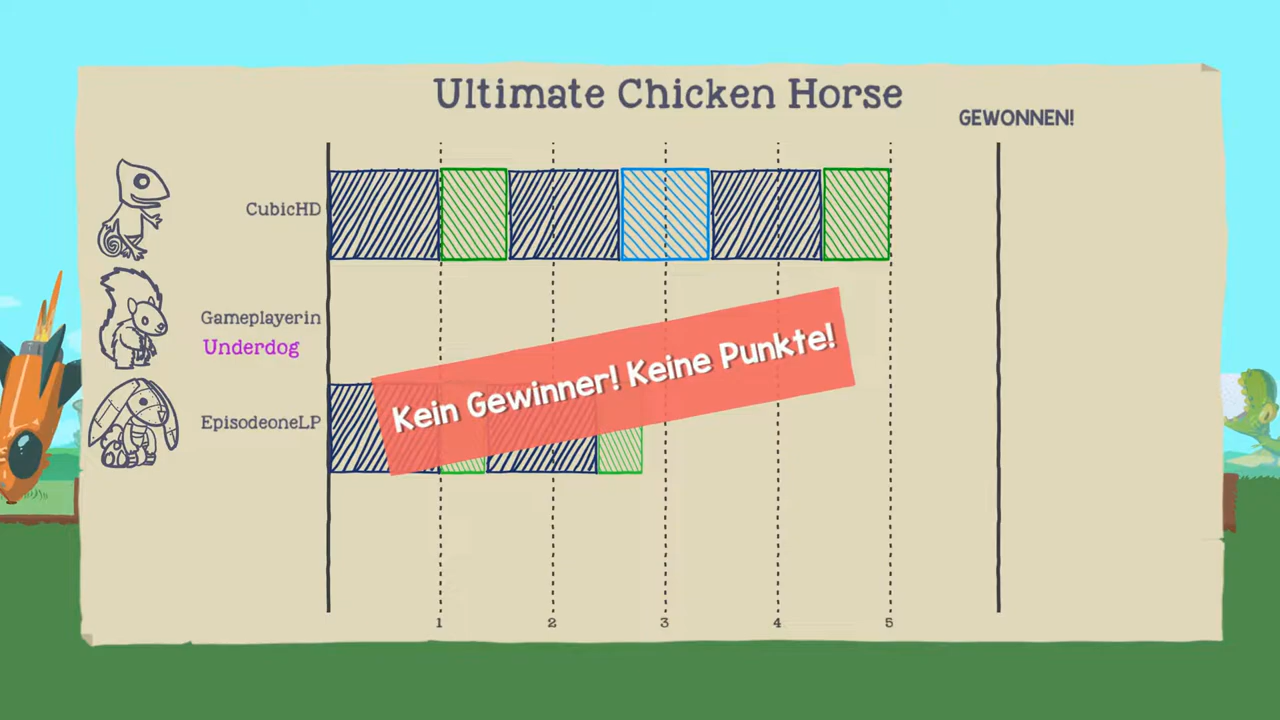 Ultimate Chicken Horse
GEWONNEN!
CubicHD
Gameplayerin
Underdog
Kein Gewinner! Keine Punkte!
EpisodeoneLP
1 2 3 4 5